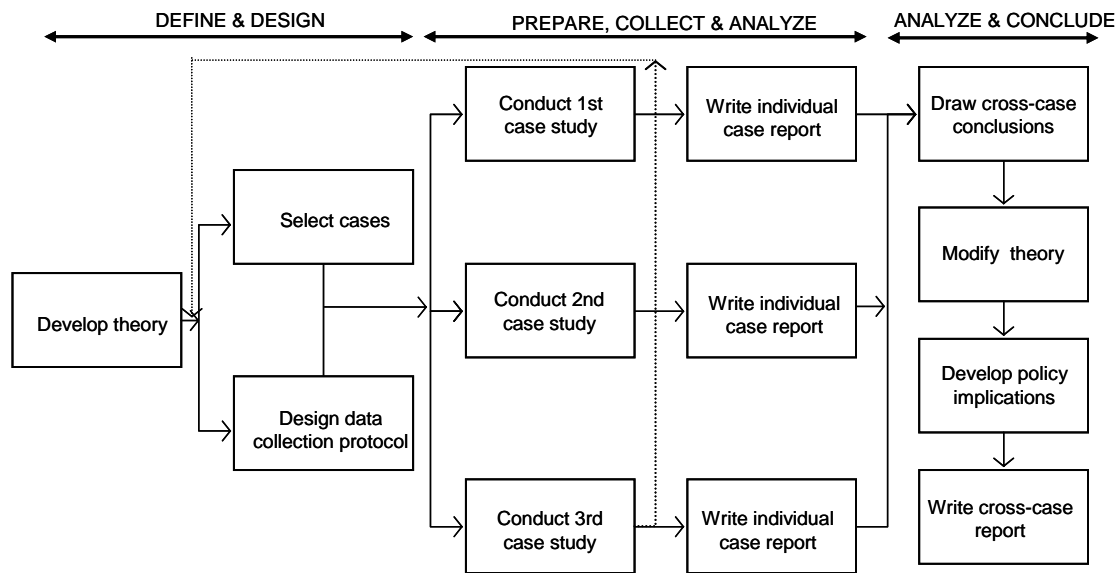 DEFINE & DESIGN
PREPARE, COLLECT & ANALYZE
ANALYZE & CONCLUDE
Develop theory
Select cases
Design data
collection protocol
Conduct 1st
case study
Conduct 2nd
case study
Conduct 3rd
case study
Write individual
case report
Write individual
case report
Write individual
case report
Draw cross-case
conclusions
Modify theory
Develop policy
implications
Write cross-case
report